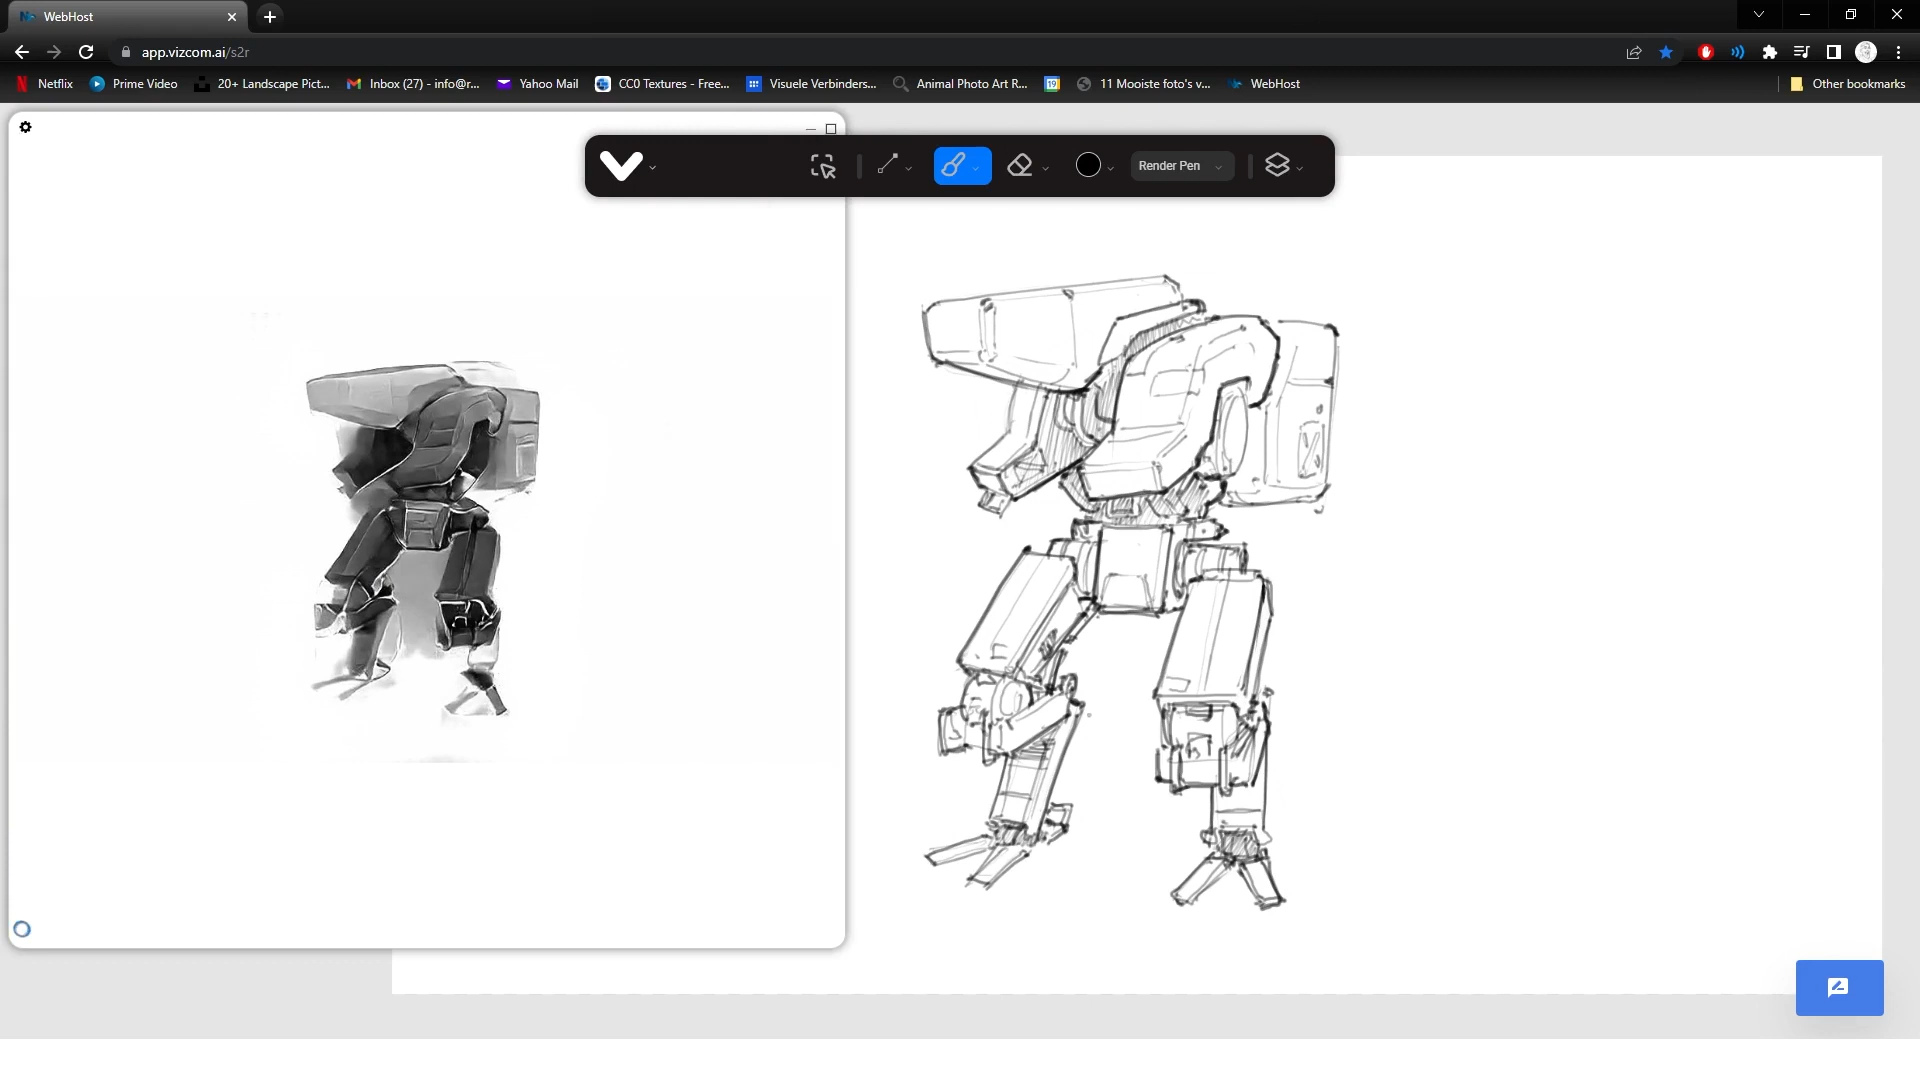 WebHost
app.vizcom.ai/s2r
Netflix
Prime Video
20+ Landscape Pict...
Inbox (27) - info@r...
Yahoo Mail
CC0 Textures - Free...
Visuele Verbinders...
Animal Photo Art R...
19
11 Mooiste foto's v...
WebHost
Other bookmarks
Render Pen